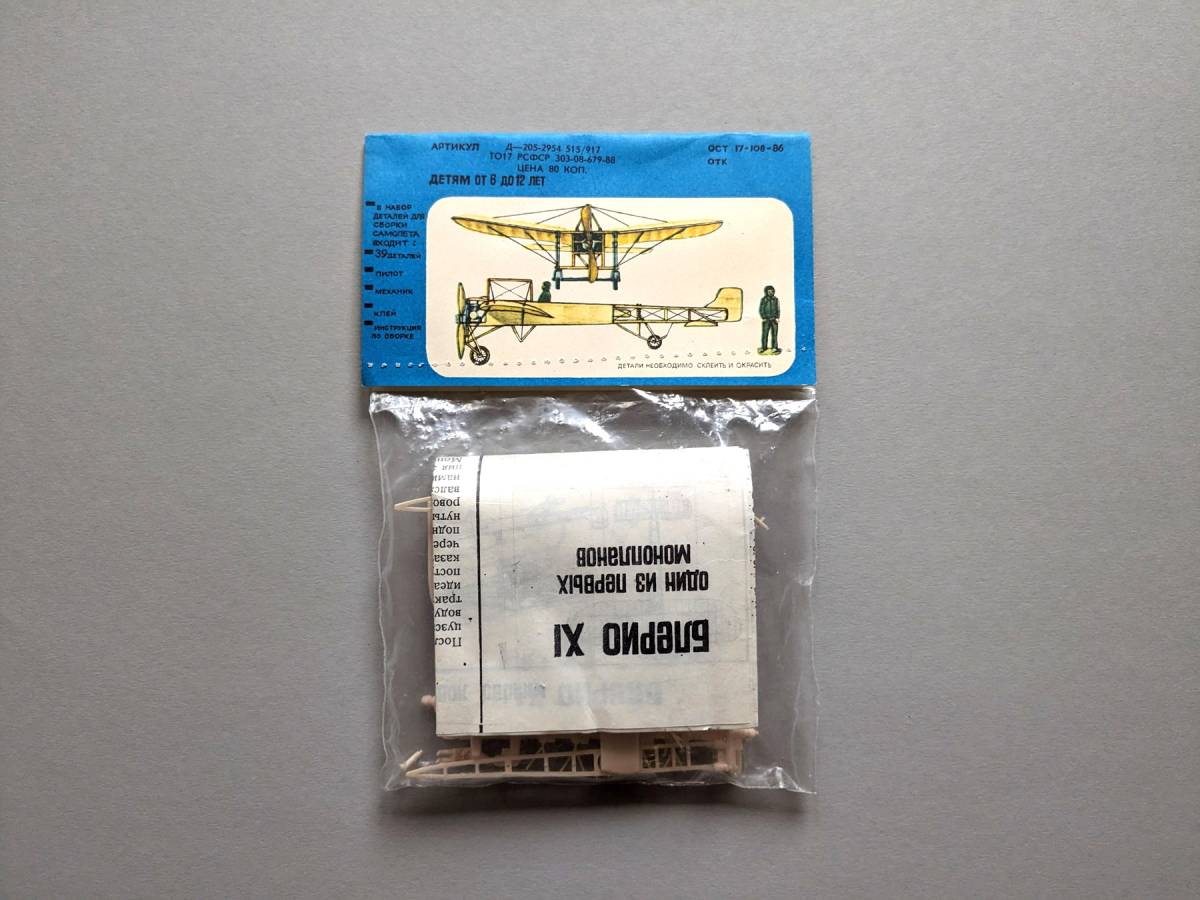 АРТИКУЛ Д—205-2954 515/917
ТО17 РСФСР 303-08-679-88
ЦЕНА 80 КОП.
ДЕТЯМ ОТ 6 ДО 12 ЛЕТ
ОСТ 17-108-86
ОТК
В НАБОР
ДЕТАЛЕЙ ДЛЯ
СБОРКИ
САМОЛЕТА
ВХОДИТ :
39 ДЕТАЛЕЙ
ПИЛОТ
МЕХАНИК
КЛЕЙ
ИНСТРУКЦИЯ
ПО СБОРКЕ
ДЕТАЛИ НЕОБХОДИМО СКЛЕИТЬ И ОКРАСИТЬ
БЛЕРИО XI
ОДИН ИЗ ПЕРВЫХ
МОНОПЛАНОВ